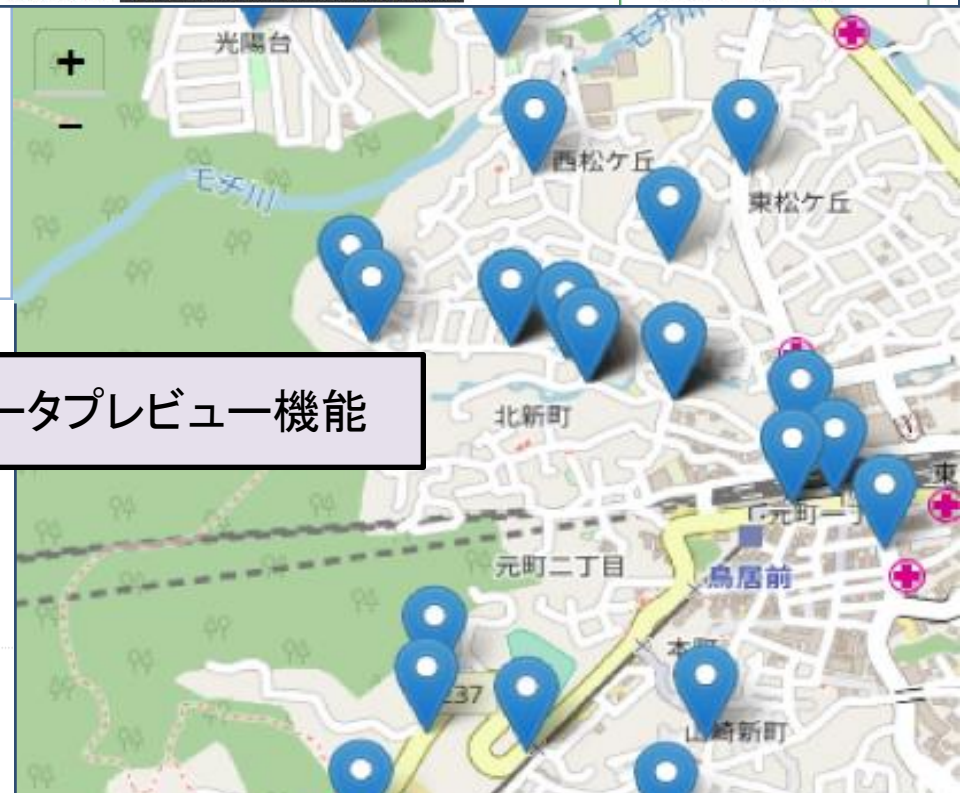 光陽台
モチ川
+
−
西松ケ丘
東松ケ丘
モチ川
ータプレビュー機能
北新町
東
元町一丁
元町二丁目
鳥居前
本町
237
山崎新町